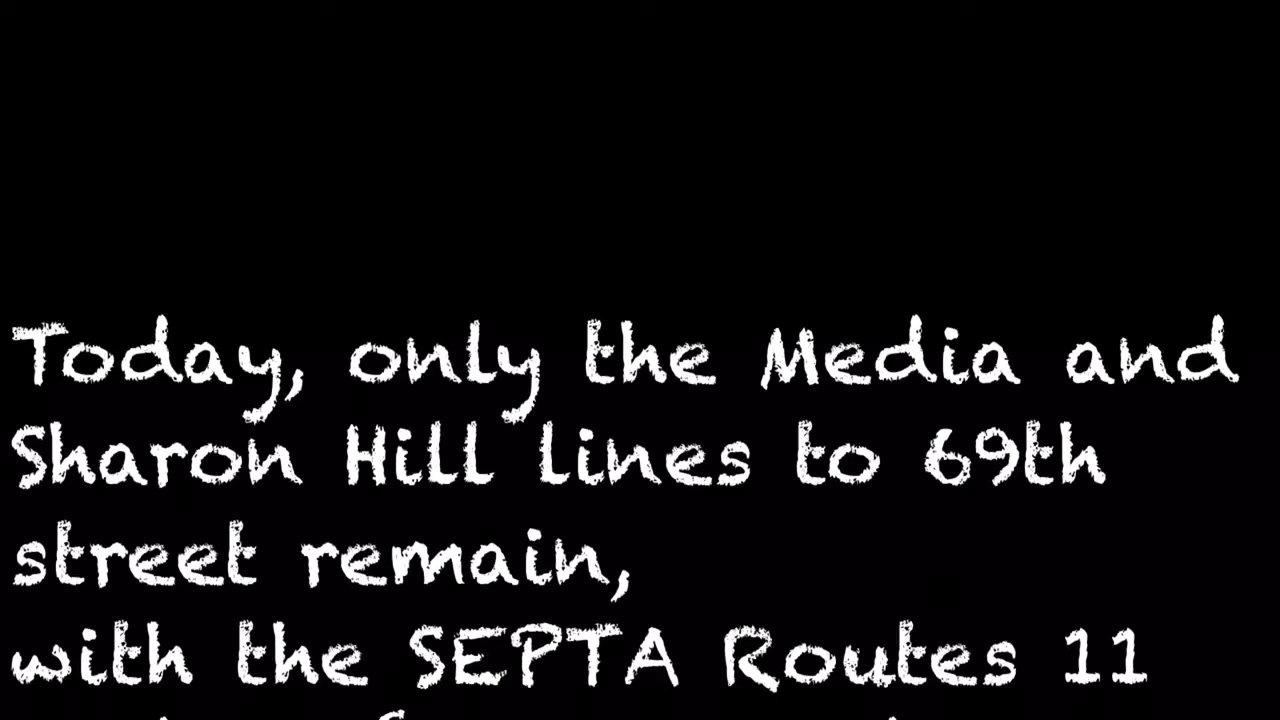 Today, only the Media and
Sharon Hill lines to 69th
street remain,
with the SEPTA Routes 11